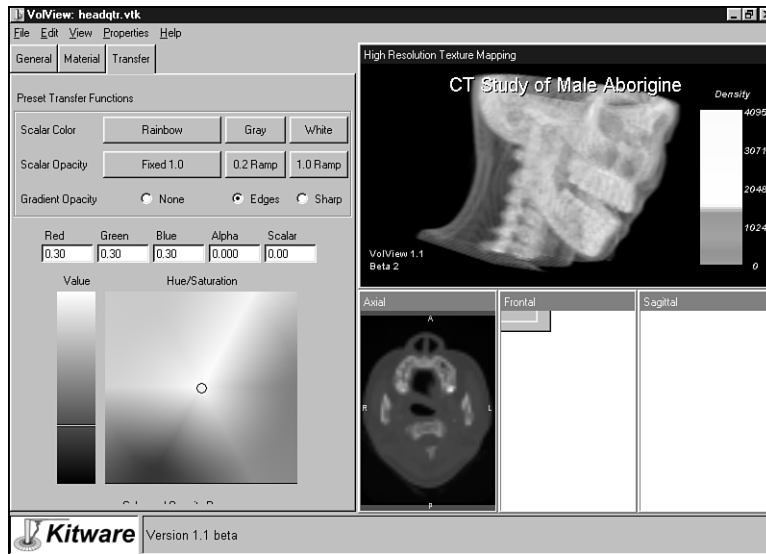 VolView: headqtr.vtk
File Edit View Properties Help
General Material Transfer
Preset Transfer Functions
Scalar Color Rainbow Gray White
Scalar Opacity Fixed 1.0 0.2 Ramp 1.0 Ramp
Gradient Opacity None Edges Sharp
Red Green Blue Alpha Scalar
0.30 0.30 0.30 0.000 0.00
Value Hue/Saturation
High Resolution Texture Mapping
CT Study of Male Aborigine
Density
4095
3071
2048
1024
0
VolView 1.1
Beta 2
Axial Frontal Sagittal
A
R L
P
Kitware Version 1.1 beta